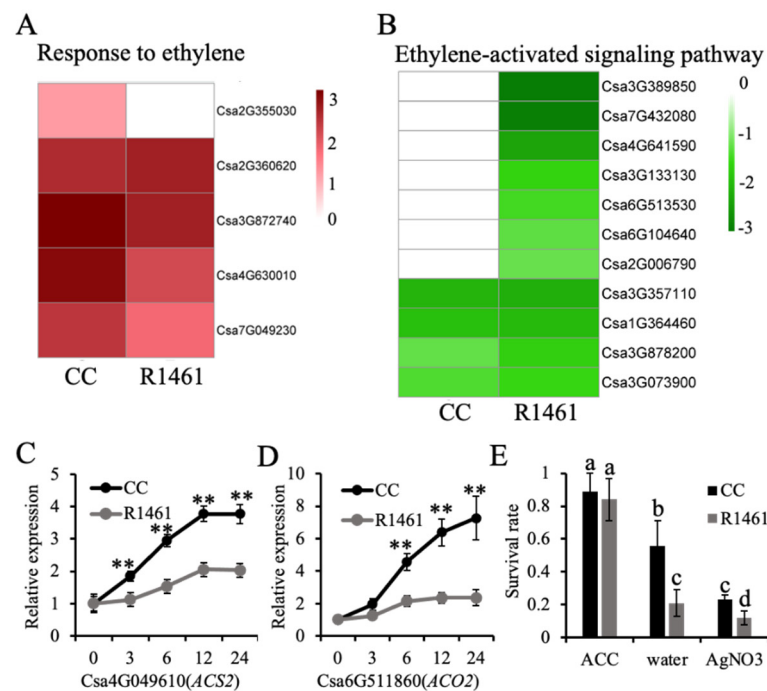 A
Response to ethylene
Csa2G355030
Csa2G360620
Csa3G872740
Csa4G630010
Csa7G049230
3
2
1
0
CC R1461
B
Ethylene-activated signaling pathway
Csa3G389850
Csa7G432080
Csa4G641590
Csa3G133130
Csa6G513530
Csa6G104640
Csa2G006790
Csa3G357110
Csa1G364460
Csa3G878200
Csa3G073900
0
-1
-2
-3
CC R1461
C
Relative expression
5
4
3
2
1
0
CC
R1461
** ** ** **
0 3 6 12 24
Csa4G049610(ACS2)
D
Relative expression
10
8
6
4
2
0
CC
R1461
** ** **
0 3 6 12 24
Csa6G511860(ACO2)
E
Survival rate
1
0.8
0.6
0.4
0.2
0
CC
R1461
a a b c c d
ACC water AgNO3